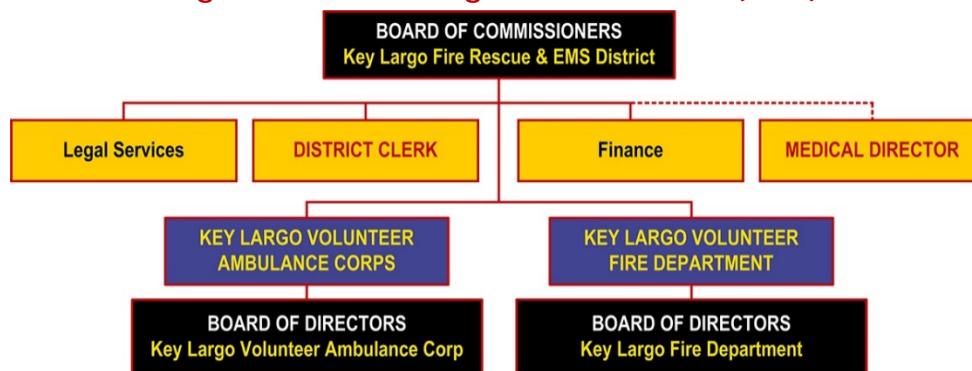 BOARD OF COMMISSIONERS
Key Largo Fire Rescue & EMS District
Legal Services
DISTRICT CLERK
Finance
MEDICAL DIRECTOR
KEY LARGO VOLUNTEER
AMBULANCE CORPS
KEY LARGO VOLUNTEER
FIRE DEPARTMENT
BOARD OF DIRECTORS
Key Largo Volunteer Ambulance Corp
BOARD OF DIRECTORS
Key Largo Fire Department